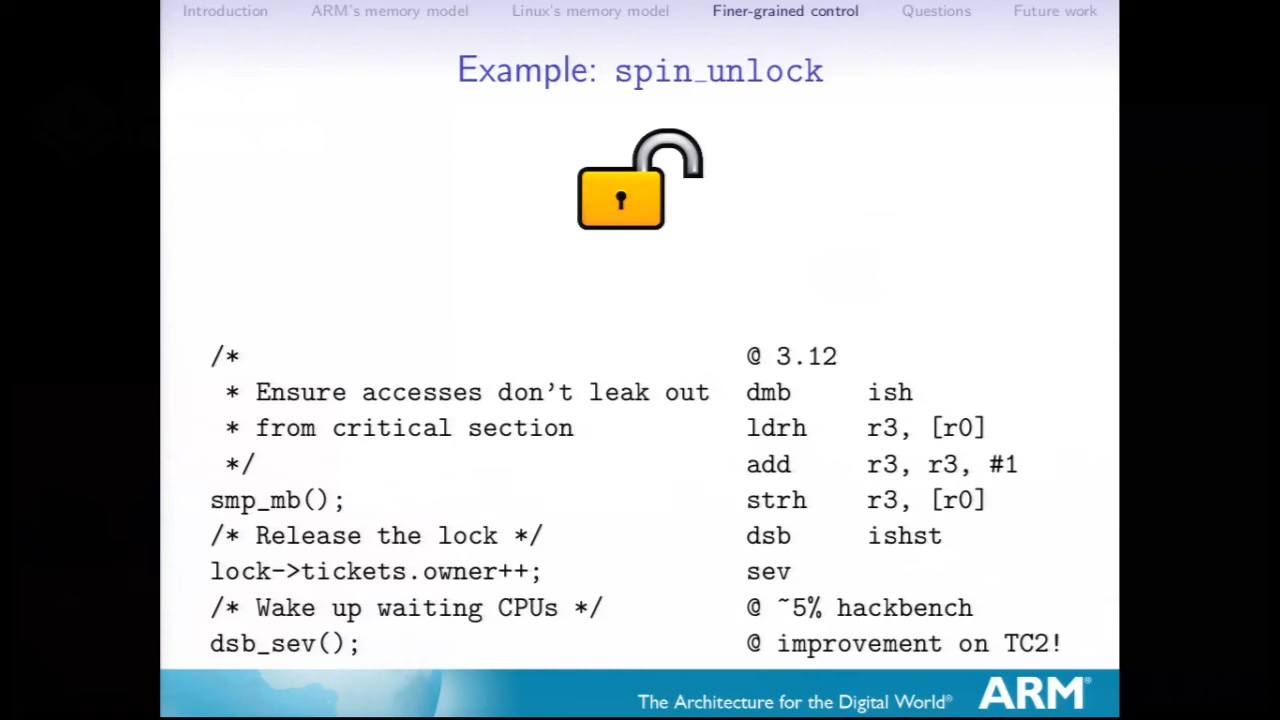 Introduction ARM's memory model Linux's memory model Finer-grained control Questions Future work
Example: spin_unlock
/*
* Ensure accesses don't leak out
* from critical section
*/
smp_mb();
/* Release the lock */
lock->tickets.owner++;
/* Wake up waiting CPUs */
dsb_sev();
@ 3.12
dmb ish
ldrh r3, [r0]
add r3, r3, #1
strh r3, [r0]
dsb ishst
sev
@ ~5% hackbench
@ improvement on TC2!
The Architecture for the Digital World® ARM®